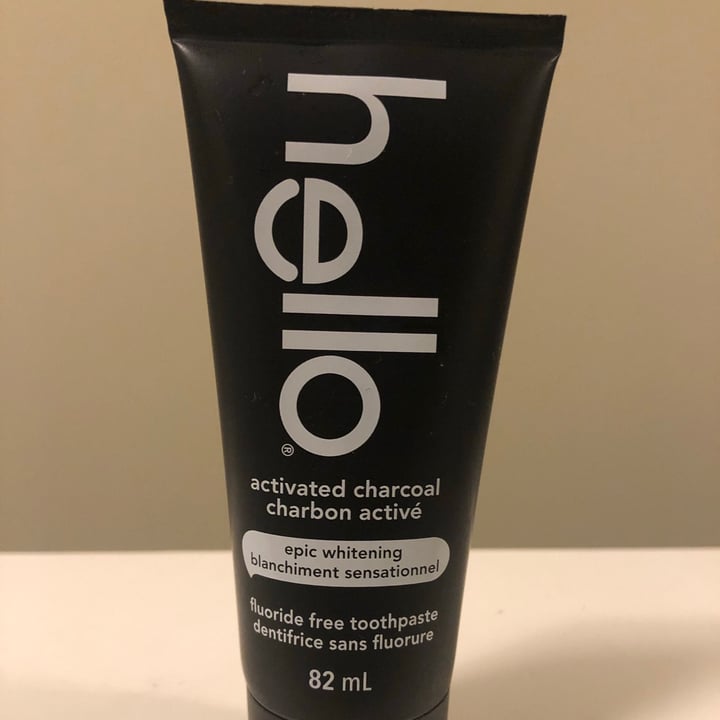 hello®
activated charcoal
charbon activé
epic whitening
blanchiment sensationnel
fluoride free toothpaste
dentifrice sans fluorure
82 mL